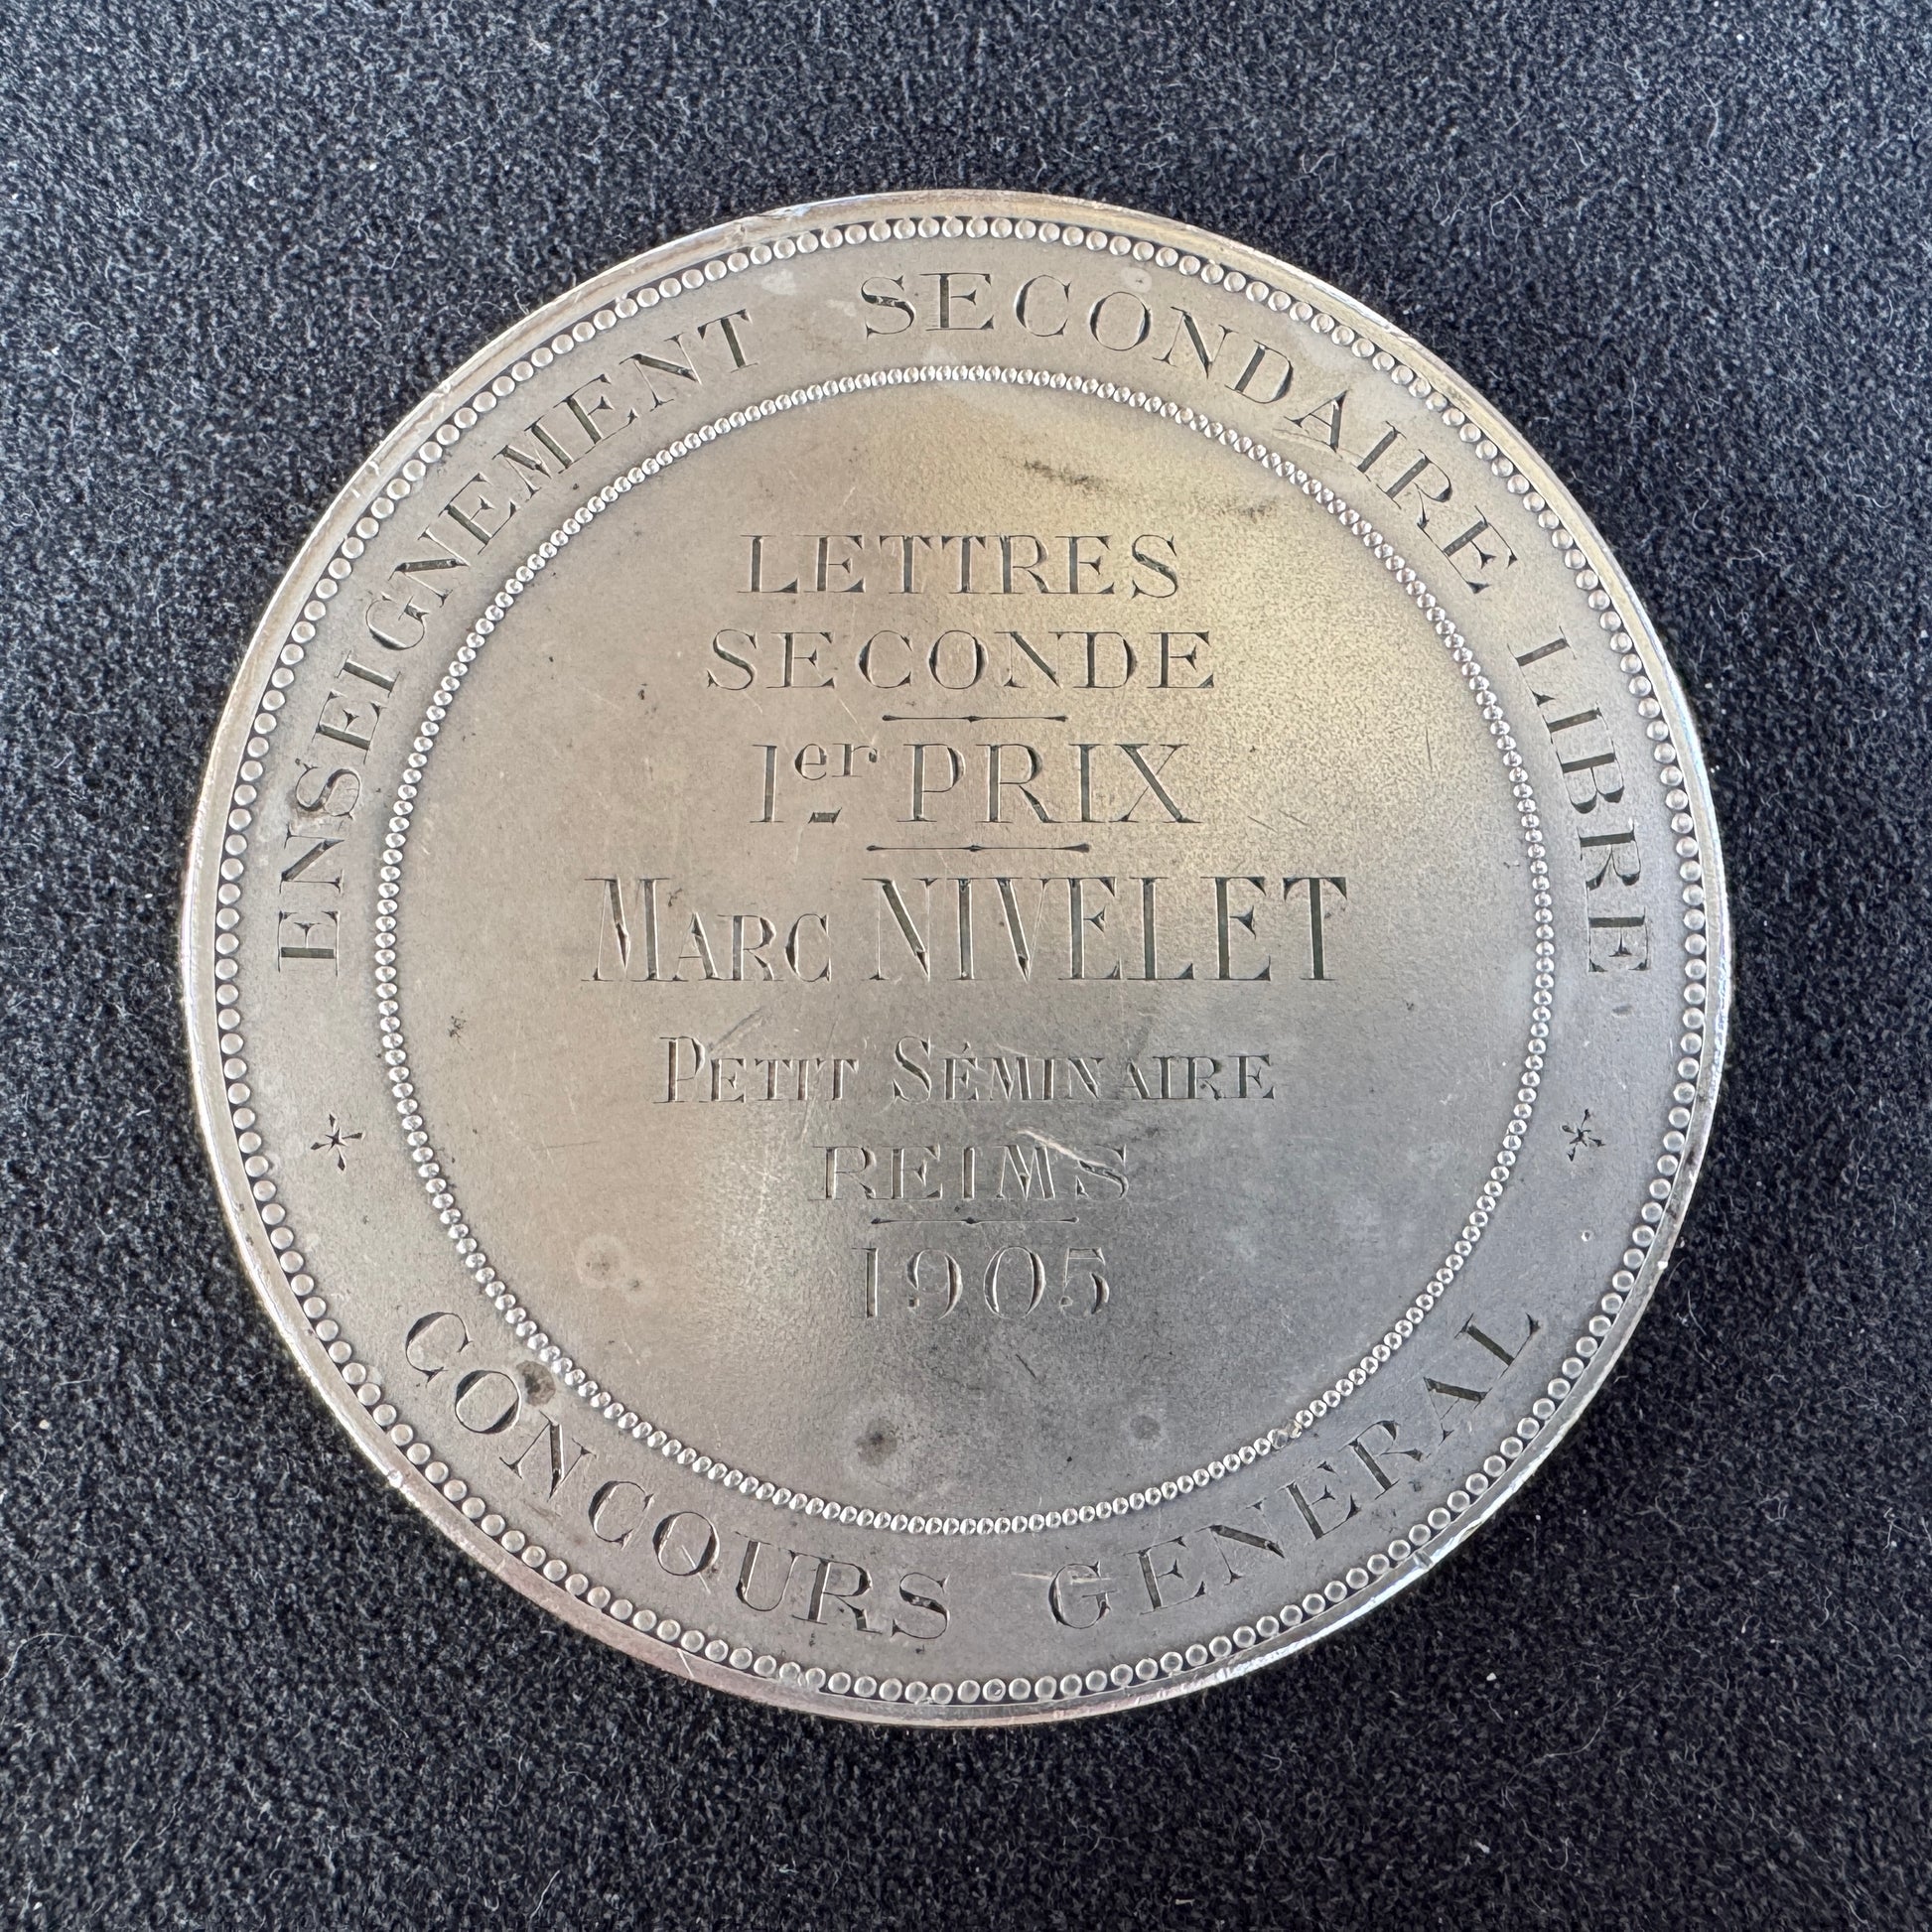 ENSEIGNEMENT SECONDAIRE LIBRE
LETTRES
SECONDE
1er PRIX
MARC NIVELET
PETIT SÉMINAIRE
REIMS
1905
CONCOURS GENERAL